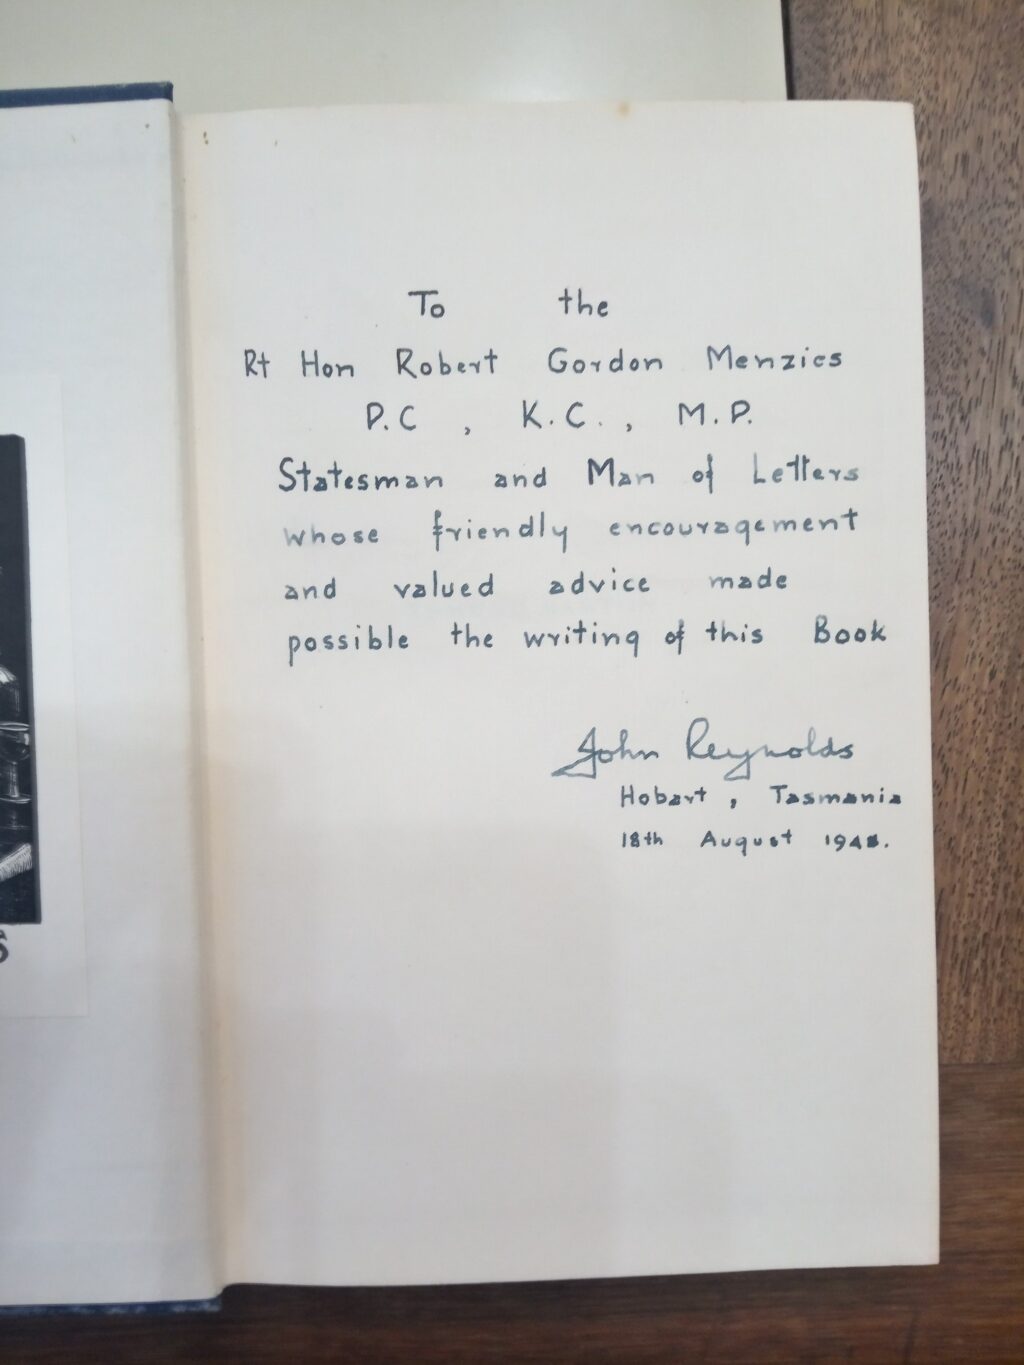 To the
Rt Hon Robert Gordon Menzies
P.C , K.C. , M.P.
Statesman and Man of Letters
whose friendly encouragement
and valued advice made
possible the writing of this Book
John Reynolds
Hobart , Tasmania
18th August